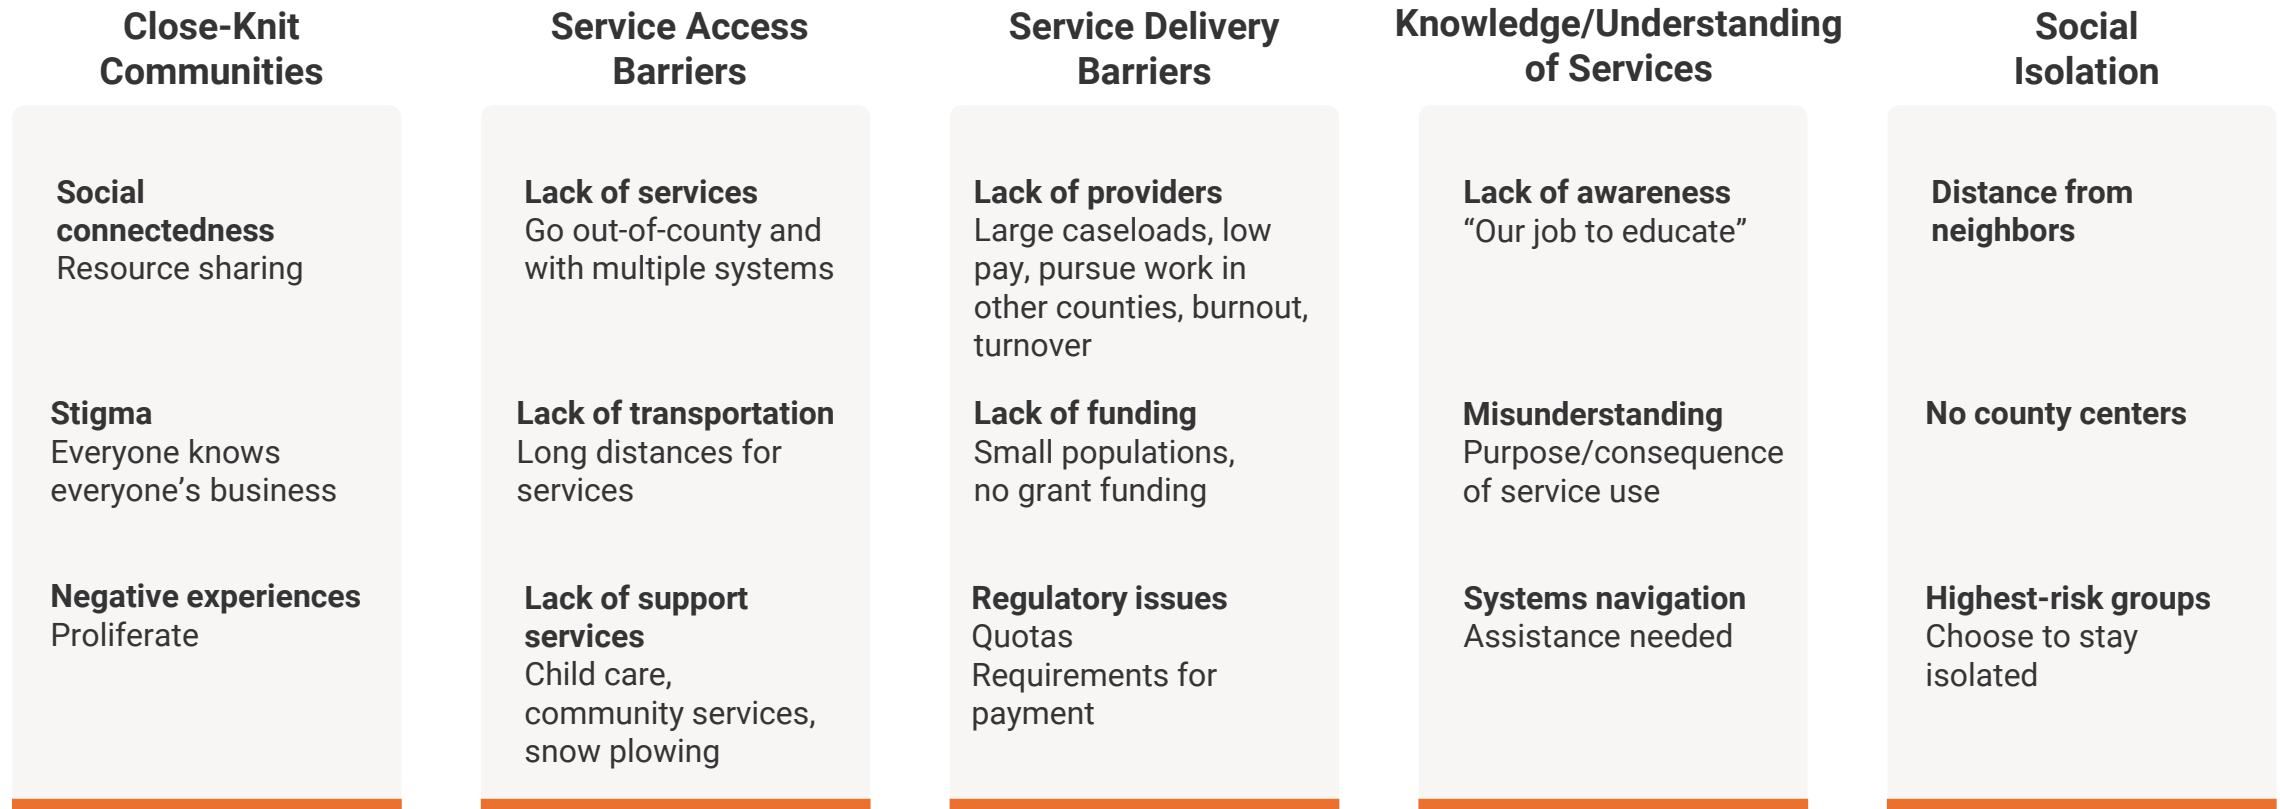 Close-Knit
Communities
Social
connectedness
Resource sharing
Stigma
Everyone knows
everyone’s business
Negative experiences
Proliferate
Service Access
Barriers
Lack of services
Go out-of-county and
with multiple systems
Lack of transportation
Long distances for
services
Lack of support
services
Child care,
community services,
snow plowing
Service Delivery
Barriers
Lack of providers
Large caseloads, low
pay, pursue work in
other counties, burnout,
turnover
Lack of funding
Small populations,
no grant funding
Regulatory issues
Quotas
Requirements for
payment
Knowledge/Understanding
of Services
Lack of awareness
“Our job to educate”
Misunderstanding
Purpose/consequence
of service use
Systems navigation
Assistance needed
Social
Isolation
Distance from
neighbors
No county centers
Highest-risk groups
Choose to stay
isolated